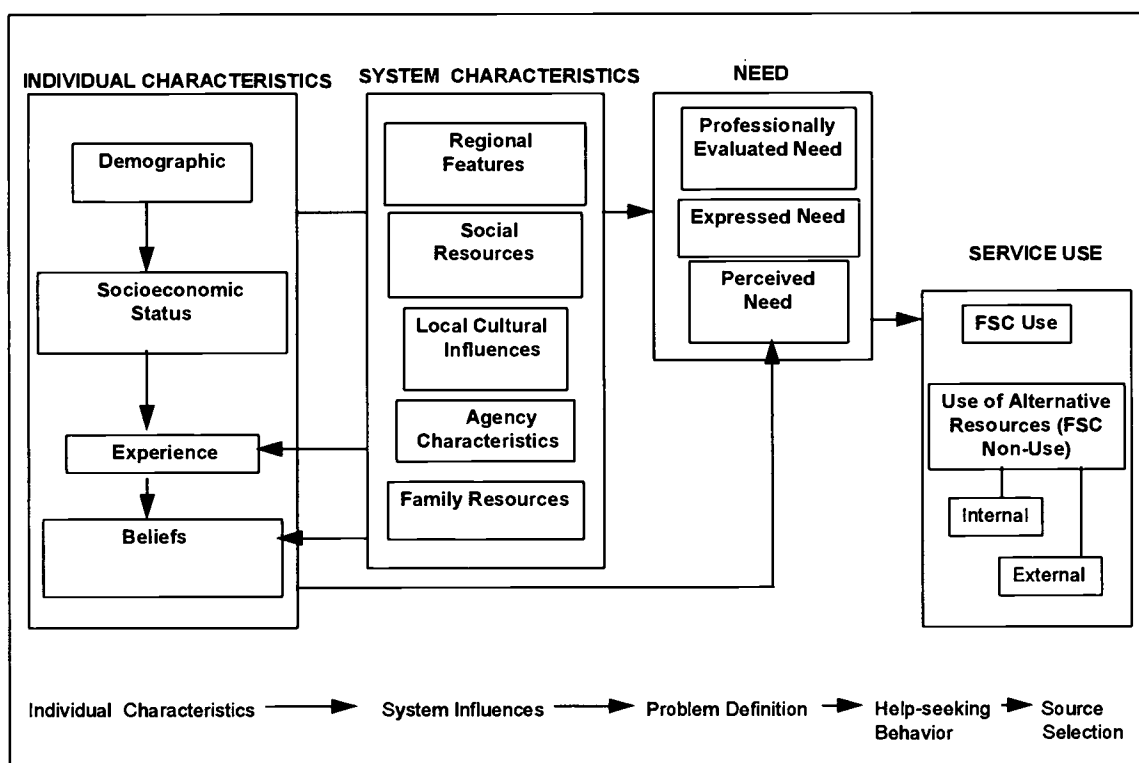 INDIVIDUAL CHARACTERISTICS
Demographic
Socioeconomic
Status
Experience
Beliefs
SYSTEM CHARACTERISTICS
Regional
Features
Social
Resources
Local Cultural
Influences
Agency
Characteristics
Family Resources
NEED
Professionally
Evaluated Need
Expressed Need
Perceived
Need
SERVICE USE
FSC Use
Use of Alternative
Resources (FSC
Non-Use)
Internal
External
Individual Characteristics
System Influences
Problem Definition
Help-seeking
Behavior
Source
Selection